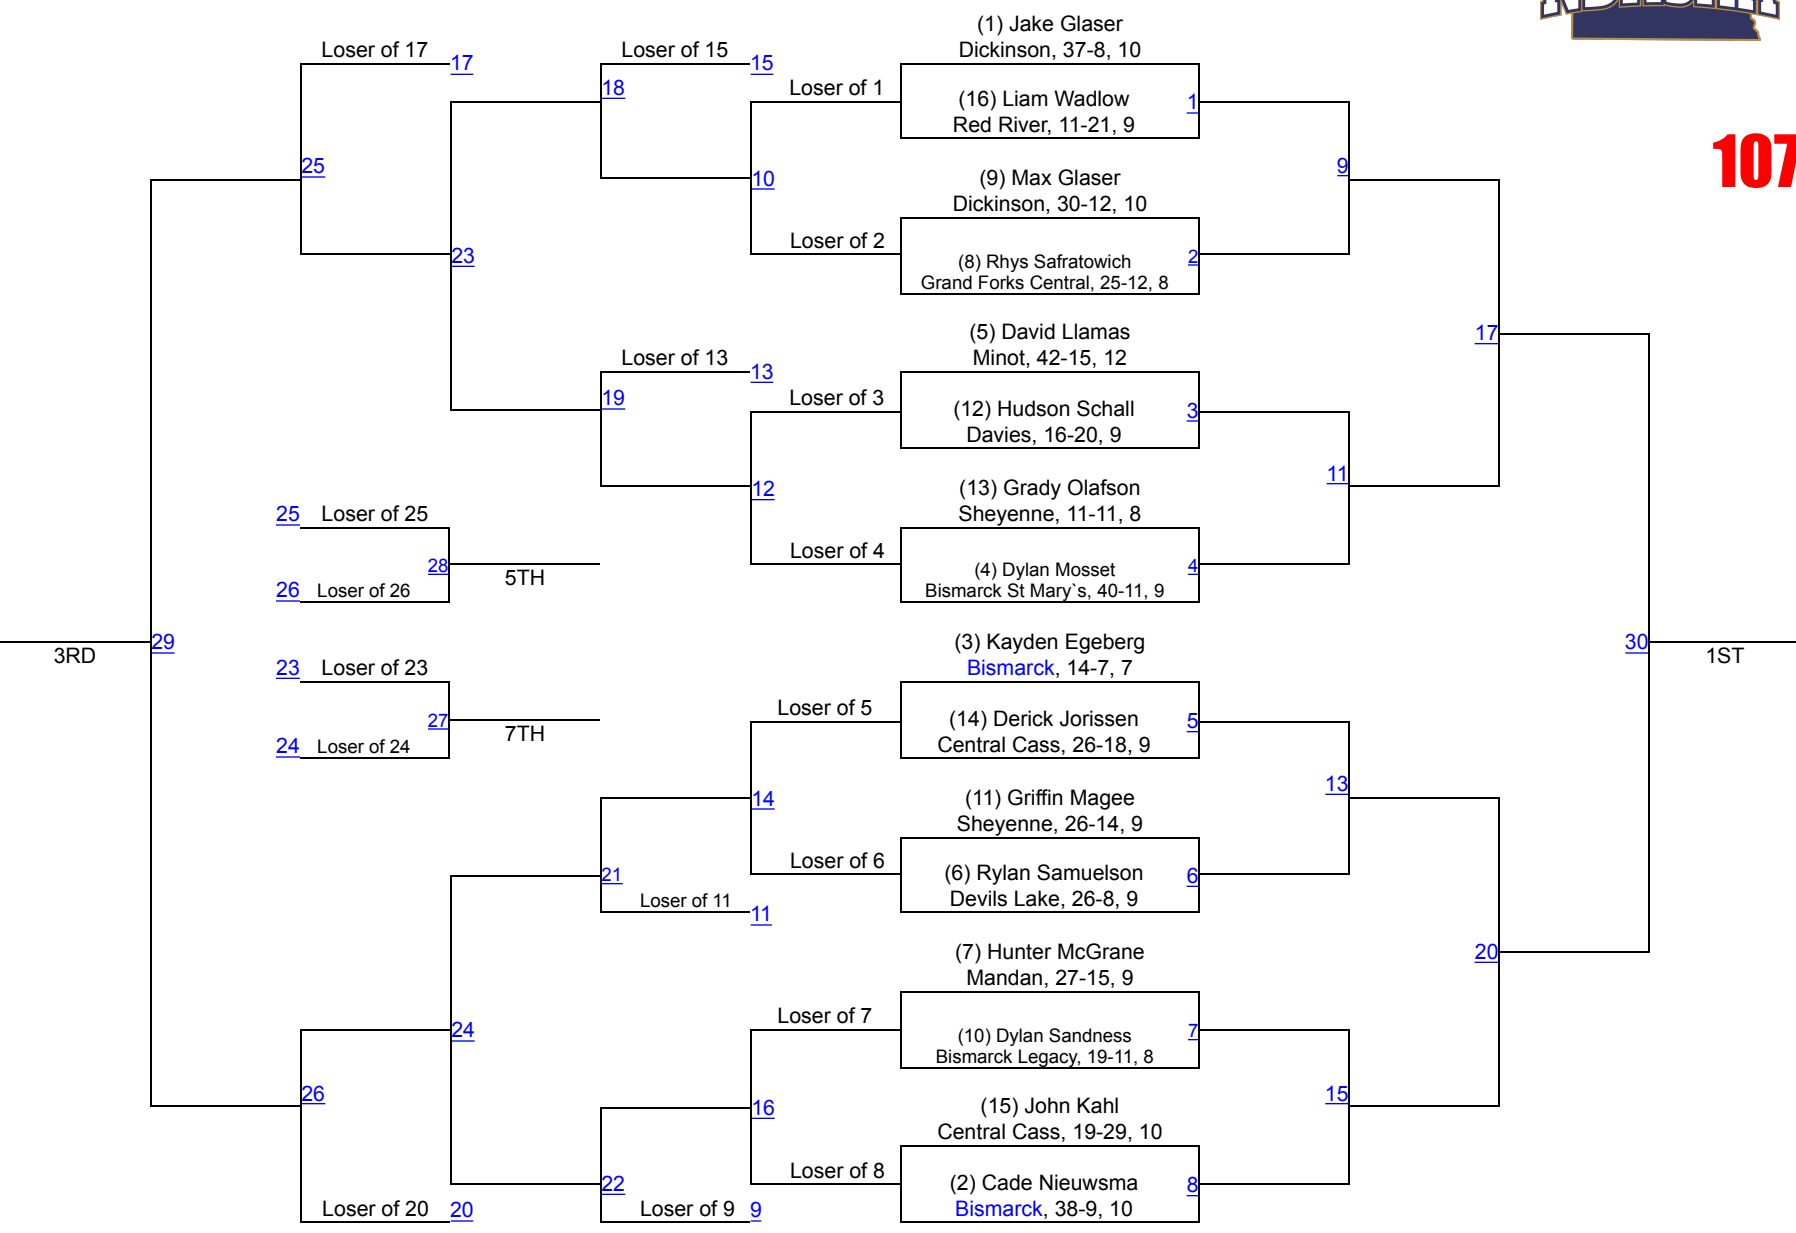 (1) Jake Glaser
Dickinson, 37-8, 10
Loser of 17
17
Loser of 15
15
18
Loser of 1
(16) Liam Wadlow
Red River, 11-21, 9
1
107
25
10
9
(9) Max Glaser
Dickinson, 30-12, 10
23
Loser of 2
(8) Rhys Safratowich
Grand Forks Central, 25-12, 8
2
(5) David Llamas
Minot, 42-15, 12
17
Loser of 13
13
19
Loser of 3
(12) Hudson Schall
Davies, 16-20, 9
3
12
11
(13) Grady Olafson
Sheyenne, 11-11, 8
25
Loser of 25
28
5TH
26
Loser of 26
Loser of 4
(4) Dylan Mosset
Bismarck St Mary`s, 40-11, 9
4
29
3RD
30
1ST
(3) Kayden Egeberg
Bismarck, 14-7, 7
23
Loser of 23
27
7TH
24
Loser of 24
Loser of 5
(14) Derick Jorissen
Central Cass, 26-18, 9
5
14
13
(11) Griffin Magee
Sheyenne, 26-14, 9
21
Loser of 6
(6) Rylan Samuelson
Devils Lake, 26-8, 9
6
Loser of 11
11
(7) Hunter McGrane
Mandan, 27-15, 9
20
24
Loser of 7
(10) Dylan Sandness
Bismarck Legacy, 19-11, 8
7
26
16
15
(15) John Kahl
Central Cass, 19-29, 10
22
Loser of 8
(2) Cade Nieuwsma
Bismarck, 38-9, 10
8
Loser of 20
20
Loser of 9
9